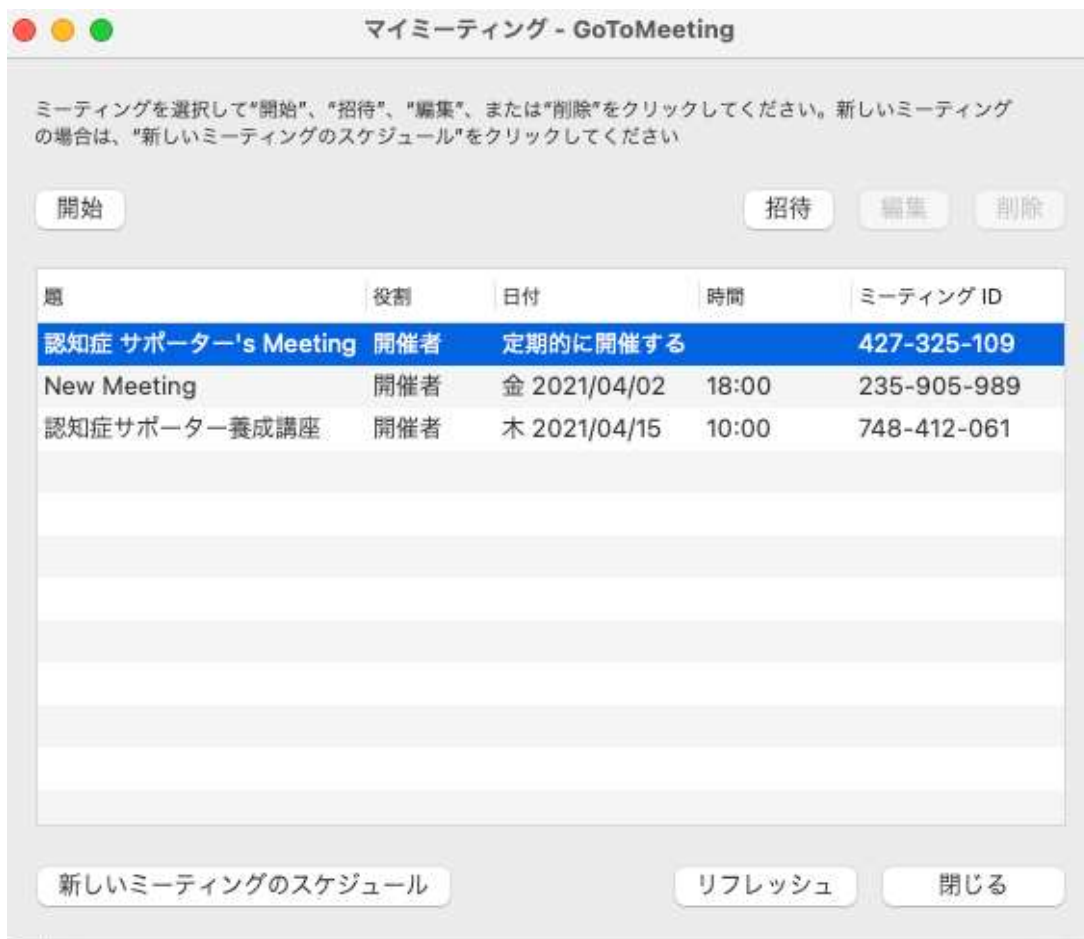 マイミーティング - GoToMeeting
ミーティングを選択して"開始"、"招待"、"編集"、または"削除"をクリックしてください。新しいミーティング
の場合は、"新しいミーティングのスケジュール"をクリックしてください
開始 招待 編集 削除
題 役割 日付 時間 ミーティング ID
認知症 サポーター's Meeting 開催者 定期的に開催する 427-325-109
New Meeting 開催者 金 2021/04/02 18:00 235-905-989
認知症サポーター養成講座 開催者 木 2021/04/15 10:00 748-412-061
新しいミーティングのスケジュール リフレッシュ 閉じる